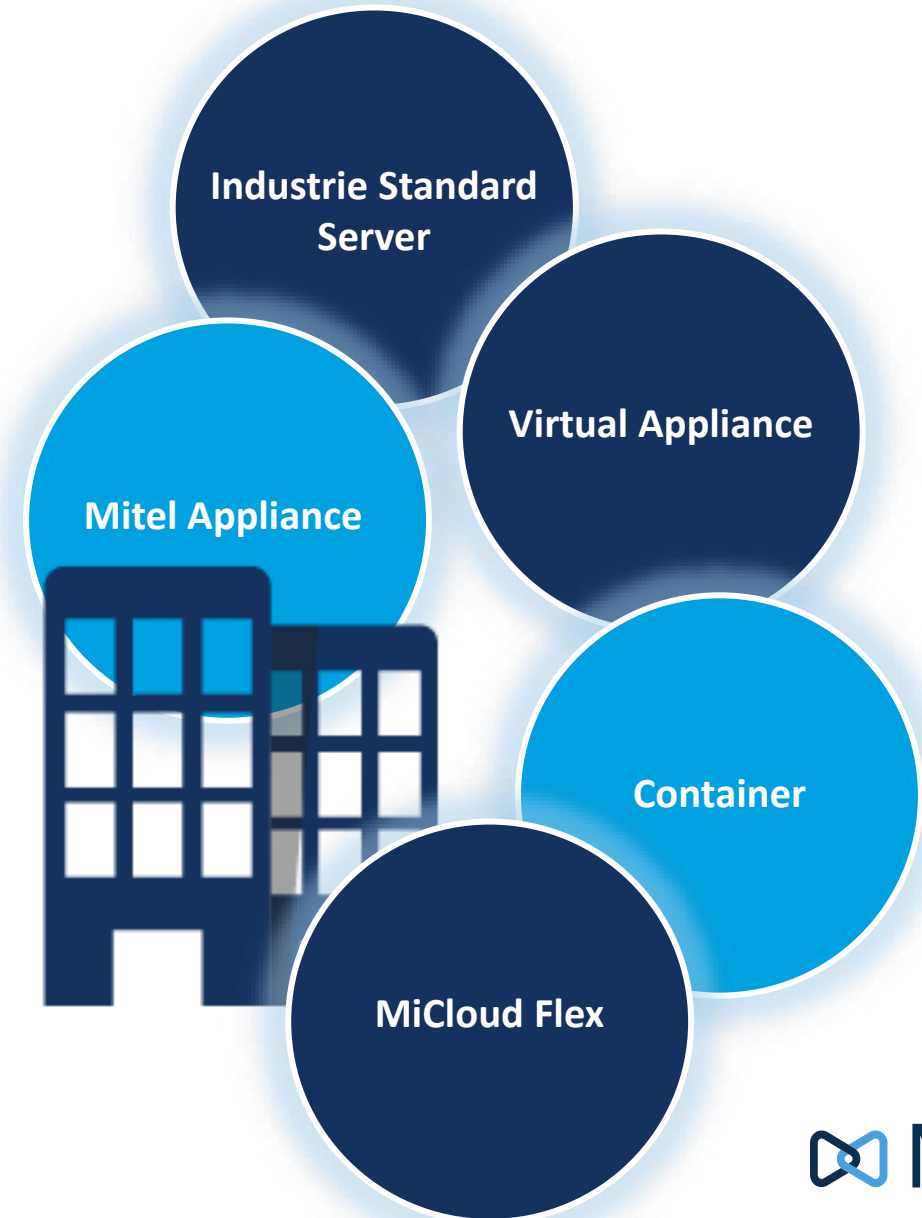 Industrie Standard
Server
Virtual Appliance
Mitel Appliance
Container
MiCloud Flex